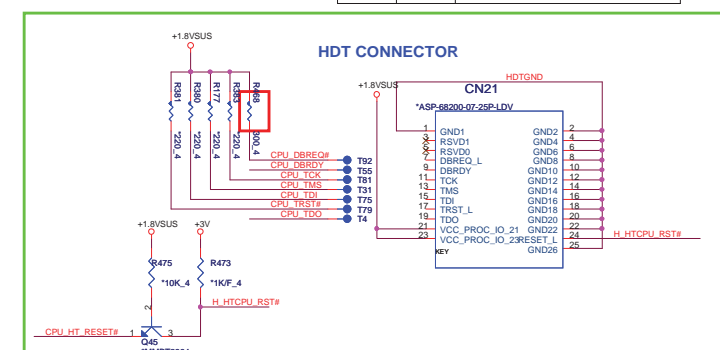 HDT CONNECTOR
+1.8VSUS
R381
R380
R177
R383
R468
*220_4
*220_4
*220_4
*220_4
300_4
CPU_DBREQ#
CPU_DBRDY
CPU_TCK
CPU_TMS
CPU_TDI
CPU_TRST#
CPU_TDO
T92
T55
T81
T31
T75
T79
T4
+1.8VSUS
HDTGND
CN21
*ASP-68200-07-25P-LDV
1 GND1 GND2 2
3 RSVD1 GND4 4
5 RSVD0 GND6 6
7 DBREQ_L GND8 8
9 DBRDY GND10 10
11 TCK GND12 12
13 TMS GND14 14
15 TDI GND16 16
17 TRST_L GND18 18
19 TDO GND20 20
21 VCC_PROC_IO_21 GND22 22
23 VCC_PROC_IO_23 RESET_L 24
KEY GND26 25
H_HTCPU_RST#
+1.8VSUS
+3V
R475
*10K_4
R473
*1K/F_4
H_HTCPU_RST#
CPU_HT_RESET#
1
2
3
Q45